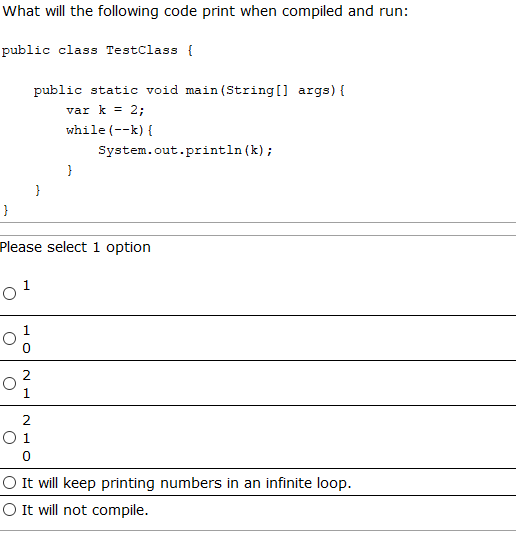 What will the following code print when compiled and run:
public class TestClass {
public static void main(String[] args){
var k = 2;
while(--k){
System.out.println(k);
}
}
}
Please select 1 option
1
1
0
2
1
2
1
0
It will keep printing numbers in an infinite loop.
It will not compile.